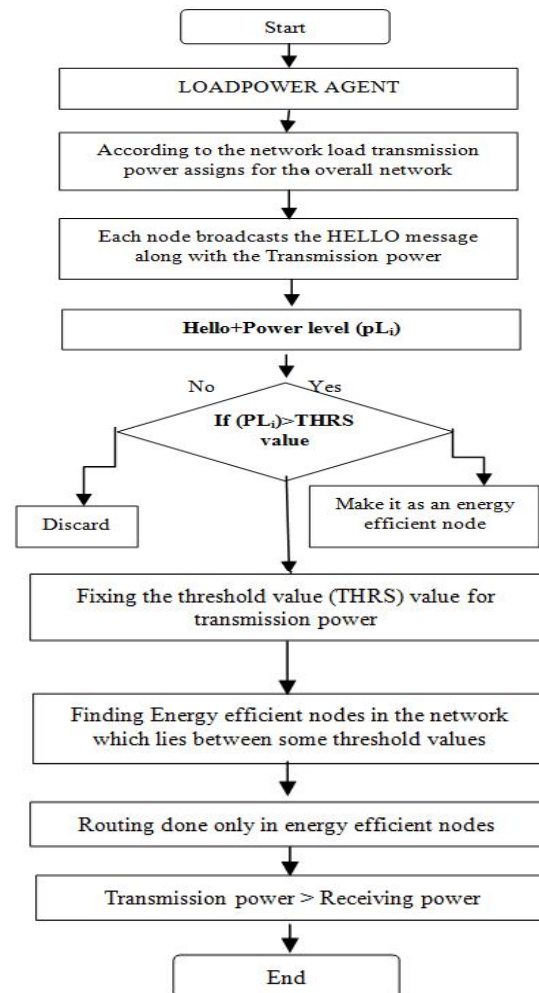 Start
LOADPOWER AGENT
According to the network load transmission
power assigns for the overall network
Each node broadcasts the HELLO message
along with the Transmission power
Hello+Power level (pLi)
No
Yes
If (PLi)>THRS
value
Discard
Make it as an energy
efficient node
Fixing the threshold value (THRS) value for
transmission power
Finding Energy efficient nodes in the network
which lies between some threshold values
Routing done only in energy efficient nodes
Transmission power > Receiving power
End